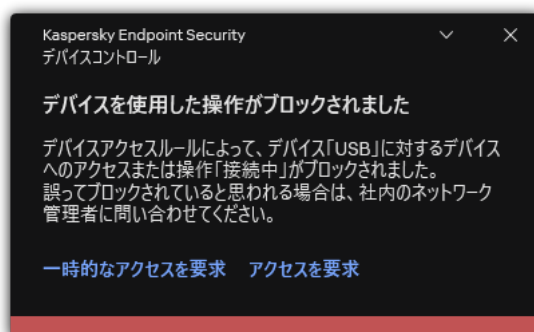 Kaspersky Endpoint Security
デバイスコントロール
デバイスを使用した操作がブロックされました
デバイスアクセスルールによって、デバイス「USB」に対するデバイス
へのアクセスまたは操作「接続中」がブロックされました。
誤ってブロックされていると思われる場合は、社内のネットワーク
管理者に問い合わせてください。
一時的なアクセスを要求 アクセスを要求